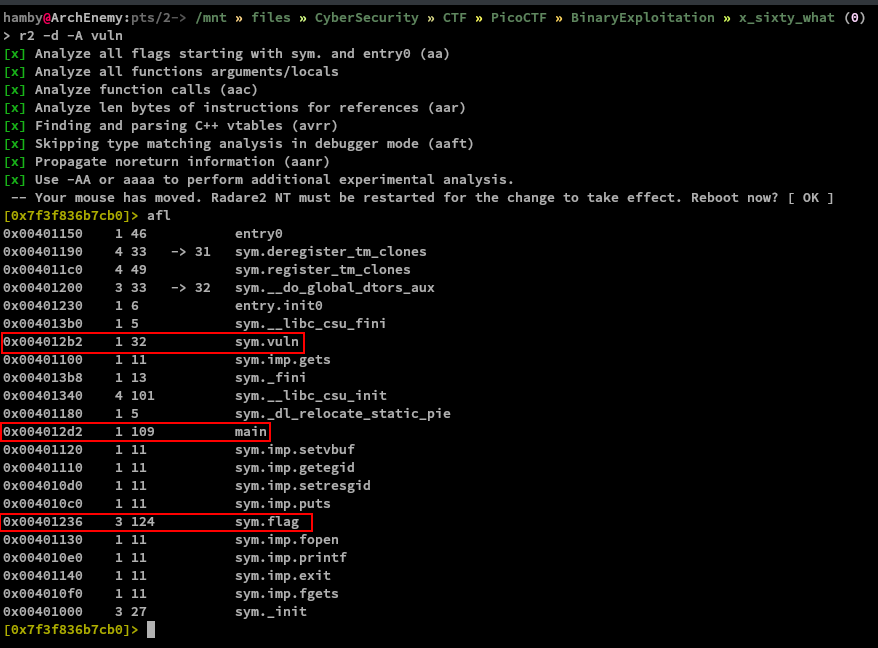 hamby@ArchEnemy:pts/2-> /mnt » files » CyberSecurity » CTF » PicoCTF » BinaryExploitation » x_sixty_what (0)
> r2 -d -A vuln
[x] Analyze all flags starting with sym. and entry0 (aa)
[x] Analyze all functions arguments/locals
[x] Analyze function calls (aac)
[x] Analyze len bytes of instructions for references (aar)
[x] Finding and parsing C++ vtables (avrr)
[x] Skipping type matching analysis in debugger mode (aaft)
[x] Propagate noreturn information (aanr)
[x] Use -AA or aaaa to perform additional experimental analysis.
 -- Your mouse has moved. Radare2 NT must be restarted for the change to take effect. Reboot now? [ OK ]
[0x7f3f836b7cb0]> afl
0x00401150    1 46           entry0
0x00401190    4 33   -> 31   sym.deregister_tm_clones
0x004011c0    4 49           sym.register_tm_clones
0x00401200    3 33   -> 32   sym.__do_global_dtors_aux
0x00401230    1 6            entry.init0
0x004013b0    1 5            sym.__libc_csu_fini
0x004012b2    1 32           sym.vuln
0x00401100    1 11           sym.imp.gets
0x004013b8    1 13           sym._fini
0x00401340    4 101          sym.__libc_csu_init
0x00401180    1 5            sym._dl_relocate_static_pie
0x004012d2    1 109          main
0x00401120    1 11           sym.imp.setvbuf
0x00401110    1 11           sym.imp.getegid
0x004010d0    1 11           sym.imp.setresgid
0x004010c0    1 11           sym.imp.puts
0x00401236    3 124          sym.flag
0x00401130    1 11           sym.imp.fopen
0x004010e0    1 11           sym.imp.printf
0x00401140    1 11           sym.imp.exit
0x004010f0    1 11           sym.imp.fgets
0x00401000    3 27           sym._init
[0x7f3f836b7cb0]>